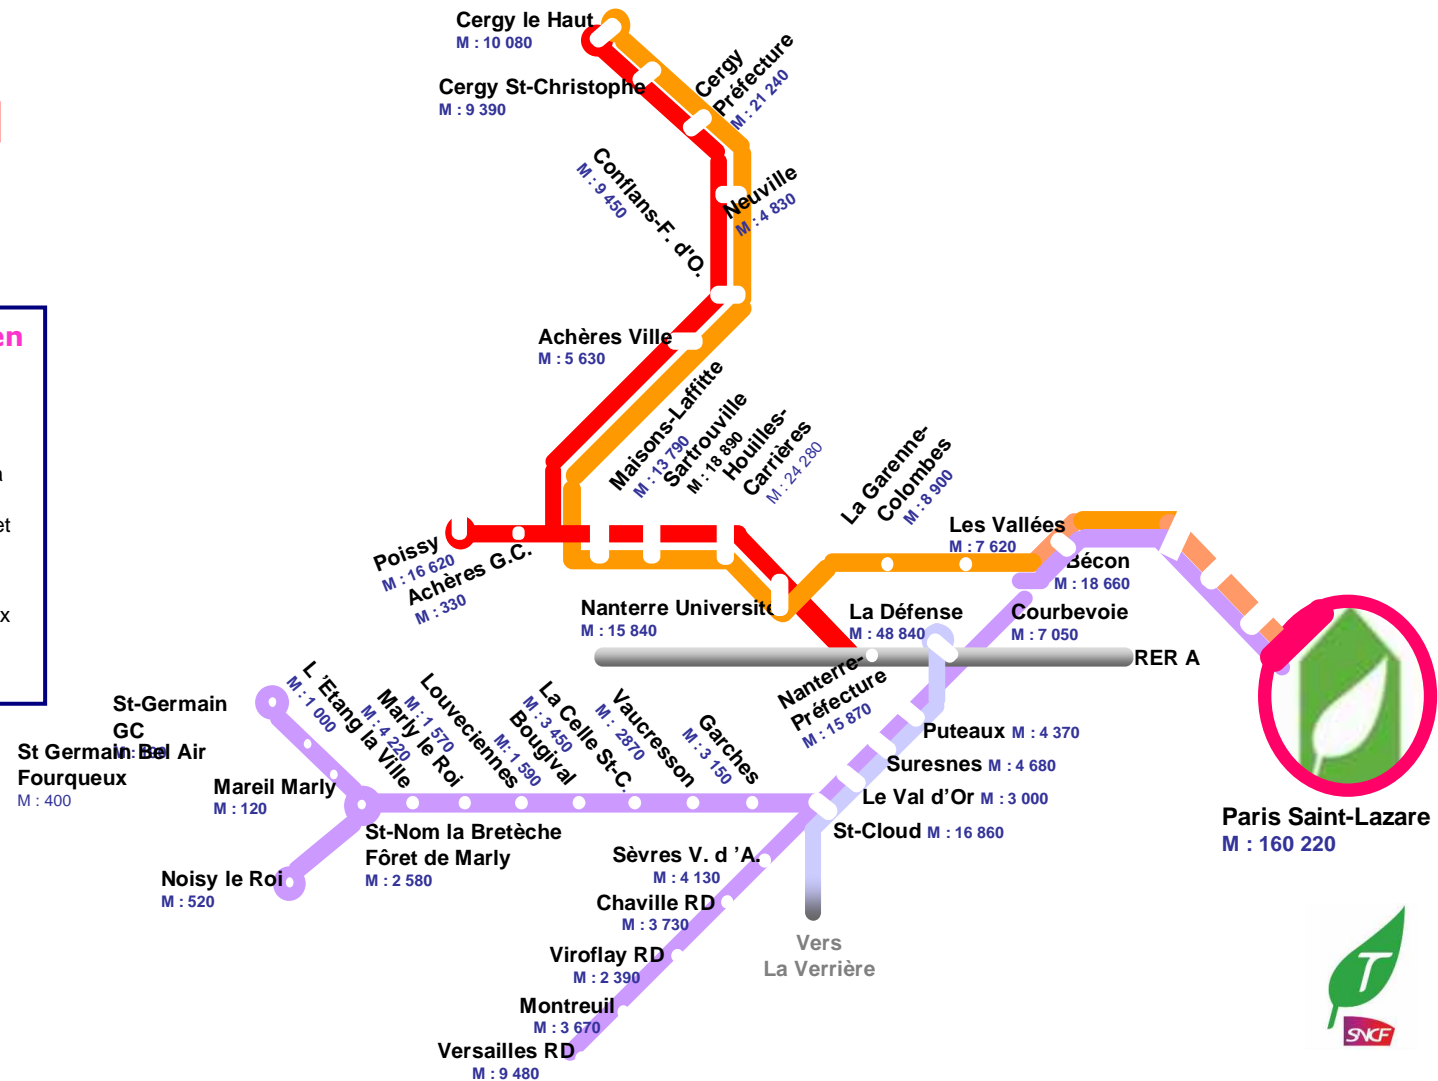 Cergy le Haut
M : 10 080
Cergy St-Christophe
M : 9 390
Cergy
Préfecture
M : 21 240
Conflans-F. d'O.
M : 9 450
Neuville
M : 4 830
en
Achères Ville
M : 5 630
a
et
x
Maisons-Laffitte
M : 13 790
Sartrouville
M : 18 890
Houilles-
Carrières
M : 24 280
La Garenne-
Colombes
M : 8 900
Les Vallées
M : 7 620
Bécon
M : 18 660
Poissy
M : 16 620
Achères G.C.
M : 330
Nanterre Université
M : 15 840
La Défense
M : 48 840
Courbevoie
M : 7 050
RER A
Nanterre-
Préfecture
M : 15 870
St-Germain
GC
St Germain Bel Air
Fourqueux
M : 400
L 'Etang la Ville
M : 1 000
M : 4 220
Marly le Roi
M : 1 570
Louveciennes
M : 1 590
Bougival
La Celle St-C.
M : 3 450
Vaucresson
M : 2870
Garches
M : 3 150
Puteaux M : 4 370
Suresnes M : 4 680
Le Val d'Or M : 3 000
St-Cloud M : 16 860
Mareil Marly
M : 120
St-Nom la Bretèche
Fôret de Marly
M : 2 580
Noisy le Roi
M : 520
Sèvres V. d 'A.
M : 4 130
Chaville RD
M : 3 730
Viroflay RD
M : 2 390
Montreuil
M : 3 670
Versailles RD
M : 9 480
Vers
La Verrière
Paris Saint-Lazare
M : 160 220
T
SNCF